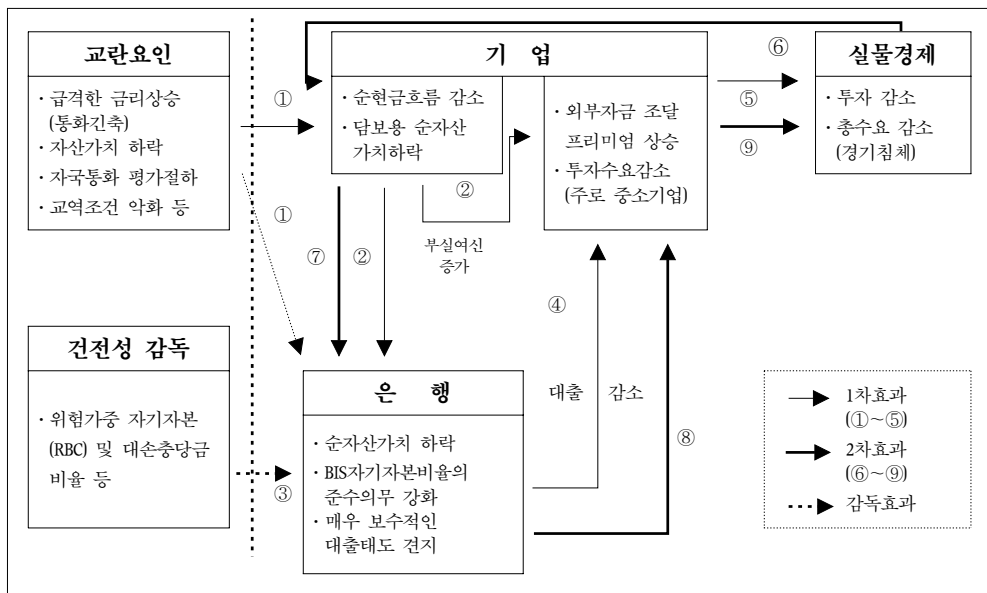 교란요인
· 급격한 금리상승
(통화긴축)
· 자산가치 하락
· 자국통화 평가절하
· 교역조건 악화 등
①
①
기 업
· 순현금흐름 감소
· 담보용 순자산
가치하락
②
· 외부자금 조달
프리미엄 상승
· 투자수요감소
(주로 중소기업)
⑥
⑤
⑨
실물경제
· 투자 감소
· 총수요 감소
(경기침체)
⑦
②
부실여신
증가
④
대출 감소
⑧
건전성 감독
· 위험가중 자기자본
(RBC) 및 대손충당금
비율 등
③
은 행
· 순자산가치 하락
· BIS자기자본비율의
준수의무 강화
· 매우 보수적인
대출태도 견지
1차효과
(①~⑤)
2차효과
(⑥~⑨)
감독효과